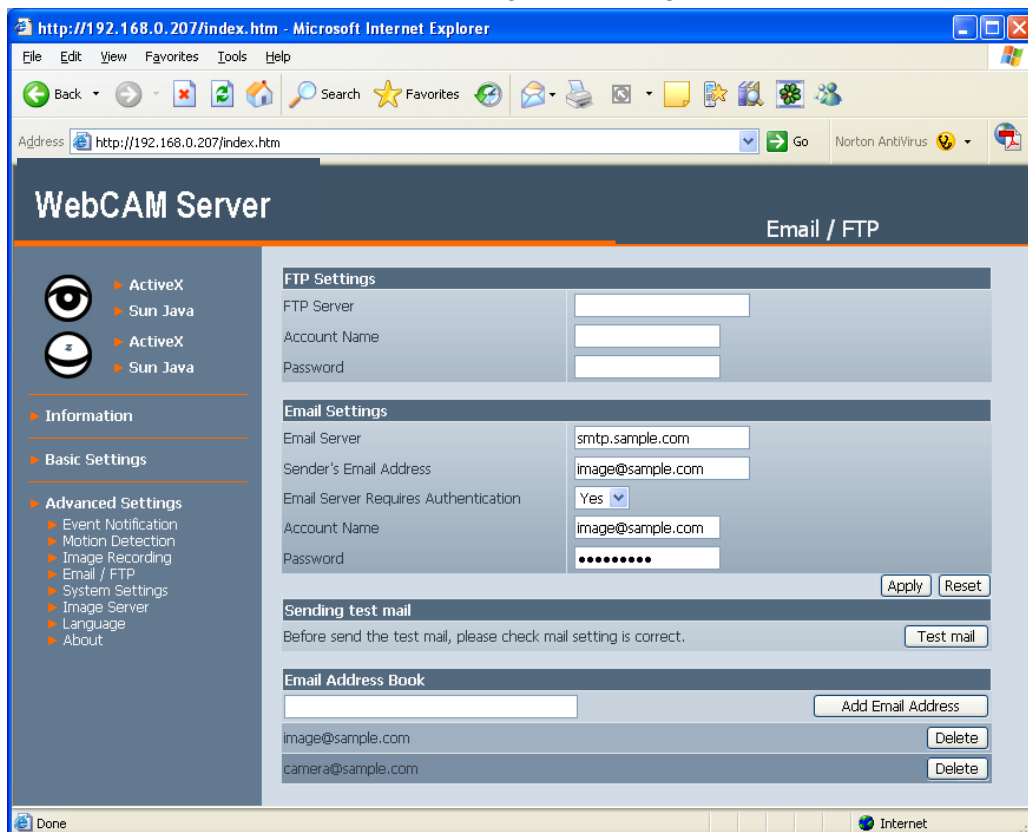 http://192.168.0.207/index.htm - Microsoft Internet Explorer
File Edit View Favorites Tools Help
Back Search Favorites
Address http://192.168.0.207/index.htm Go Norton AntiVirus
WebCAM Server
Email / FTP
ActiveX
Sun Java
z
ActiveX
Sun Java
Information
Basic Settings
Advanced Settings
Event Notification
Motion Detection
Image Recording
Email / FTP
System Settings
Image Server
Language
About
FTP Settings
FTP Server
Account Name
Password
Email Settings
Email Server smtp.sample.com
Sender's Email Address image@sample.com
Email Server Requires Authentication Yes
Account Name image@sample.com
Password •••••••••
Apply Reset
Sending test mail
Before send the test mail, please check mail setting is correct. Test mail
Email Address Book
Add Email Address
image@sample.com Delete
camera@sample.com Delete
Done Internet